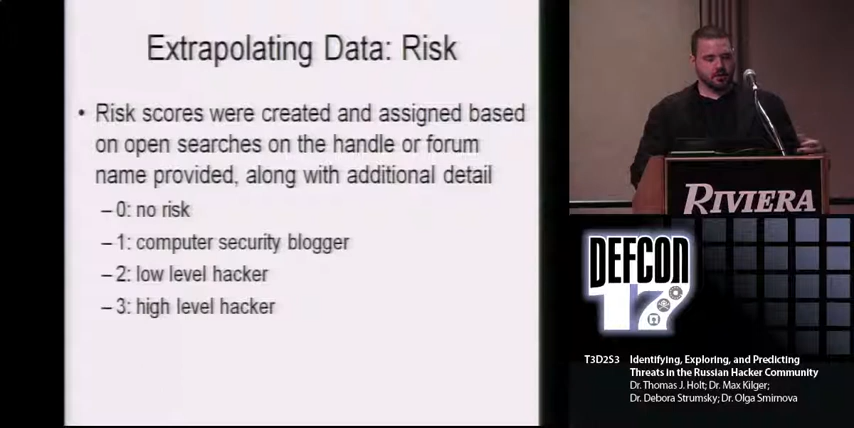 Extrapolating Data: Risk
• Risk scores were created and assigned based
on open searches on the handle or forum
name provided, along with additional detail
– 0: no risk
– 1: computer security blogger
– 2: low level hacker
– 3: high level hacker
RIVIERA
DEFCON
17
T3D2S3 Identifying, Exploring, and Predicting
Threats in the Russian Hacker Community
Dr. Thomas J. Holt; Dr. Max Kilger;
Dr. Debora Strumsky; Dr. Olga Smirnova